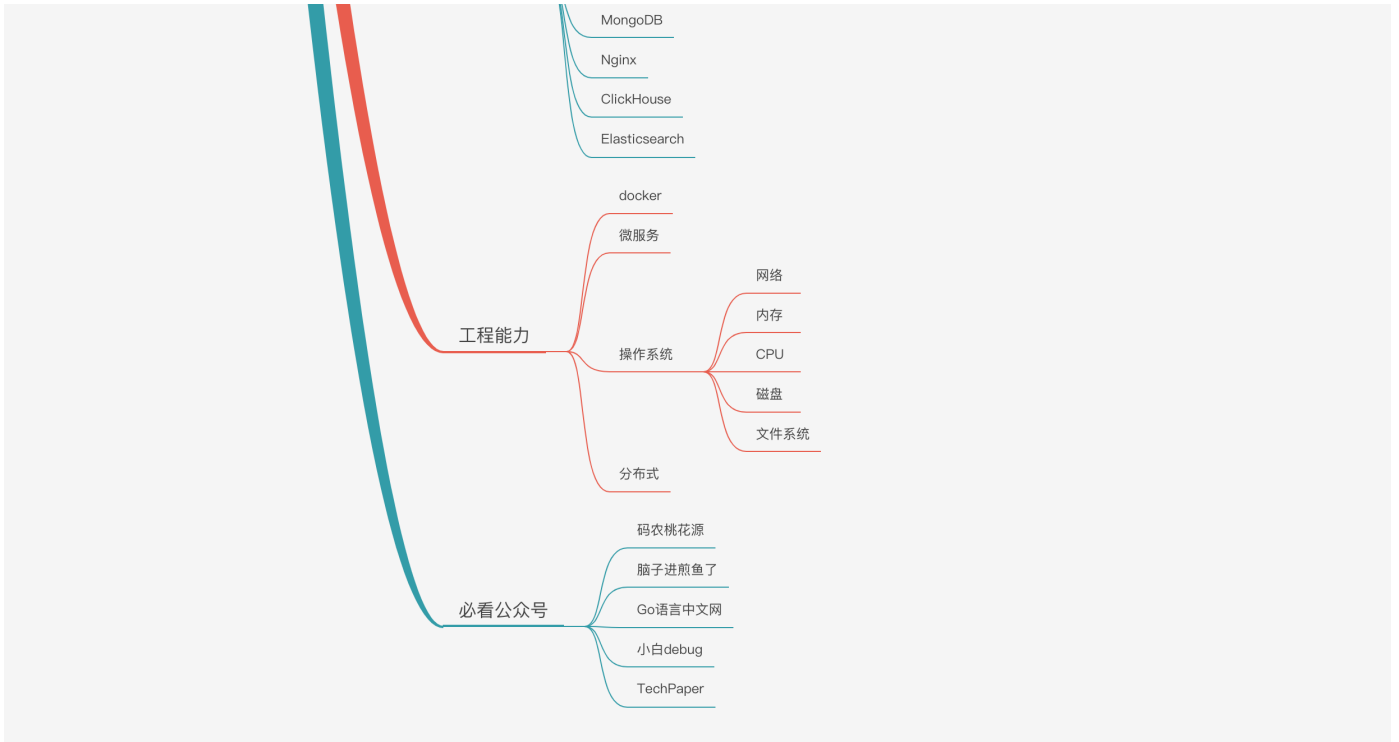 MongoDB
Nginx
ClickHouse
Elasticsearch
工程能力
docker
微服务
操作系统
网络
内存
CPU
磁盘
文件系统
分布式
必看公众号
码农桃花源
脑子进煎鱼了
Go语言中文网
小白debug
TechPaper